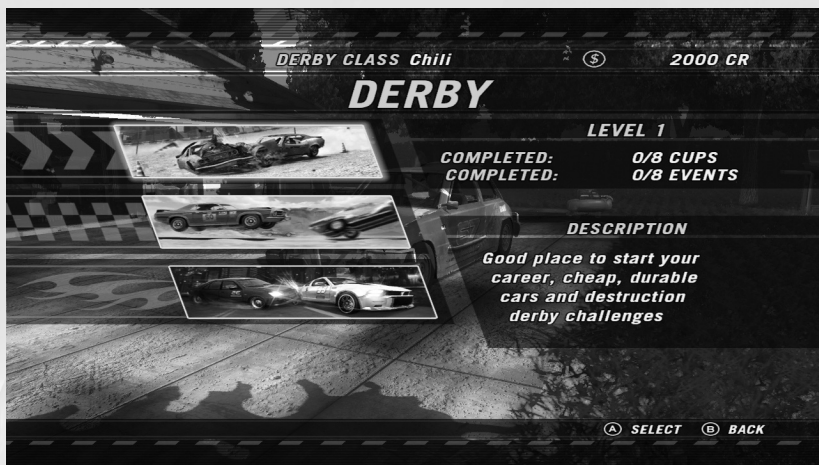 DERBY CLASS Chili
$
2000 CR
DERBY
LEVEL 1
COMPLETED: 0/8 CUPS
COMPLETED: 0/8 EVENTS
DESCRIPTION
Good place to start your
career, cheap, durable
cars and destruction
derby challenges
A SELECT B BACK